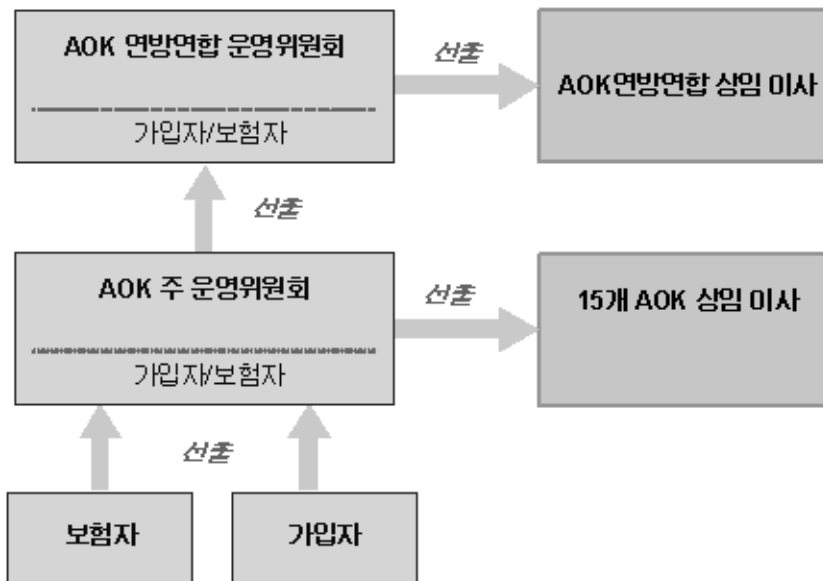 AOK 연방연합 운영위원회
선출
AOK연방연합 상임 이사
가입자/보험자
선출
AOK 주 운영위원회
선출
15개 AOK 상임 이사
가입자/보험자
선출
보험자
가입자